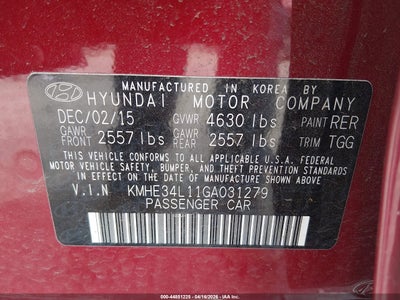 MANUFACTURED IN KOREA BY
HYUNDAI MOTOR COMPANY
DEC/02/15 GVWR 4630 lbs PAINT RER
GAWR FRONT 2557 lbs GAWR REAR 2557 lbs TRIM TGG
THIS VEHICLE CONFORMS TO ALL APPLICABLE U.S.A. FEDERAL
MOTOR VEHICLE SAFETY, BUMPER, AND THEFT PREVENTION
STANDARDS IN EFFECT ON THE DATE OF MANUFACTURE SHOWN ABOVE.
V.I.N KMHE34L11GA031279
PASSENGER CAR
000-44851225 - 04/16/2026 - IAA Inc.